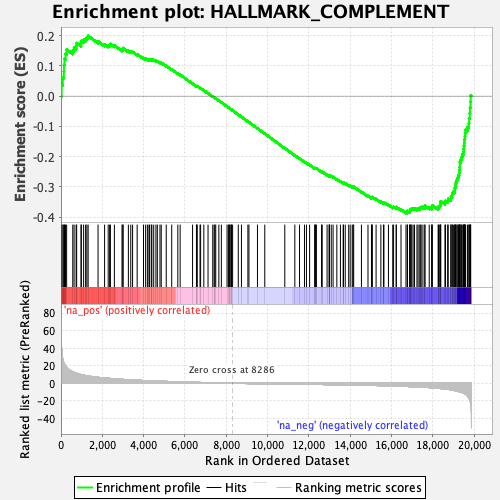 Enrichment plot: HALLMARK_COMPLEMENT
Enrichment score (ES)
0.2
0.1
0.0
-0.1
-0.2
-0.3
-0.4
'na_pos' (positively correlated)
Ranked list metric (PreRanked)
80
60
40
20
0
-20
-40
Zero cross at 8286
'na_neg' (negatively correlated)
0
2,000
4,000
6,000
8,000
10,000
12,000
14,000
16,000
18,000
20,000
Rank in Ordered Dataset
Enrichment profile
Hits
Ranking metric scores